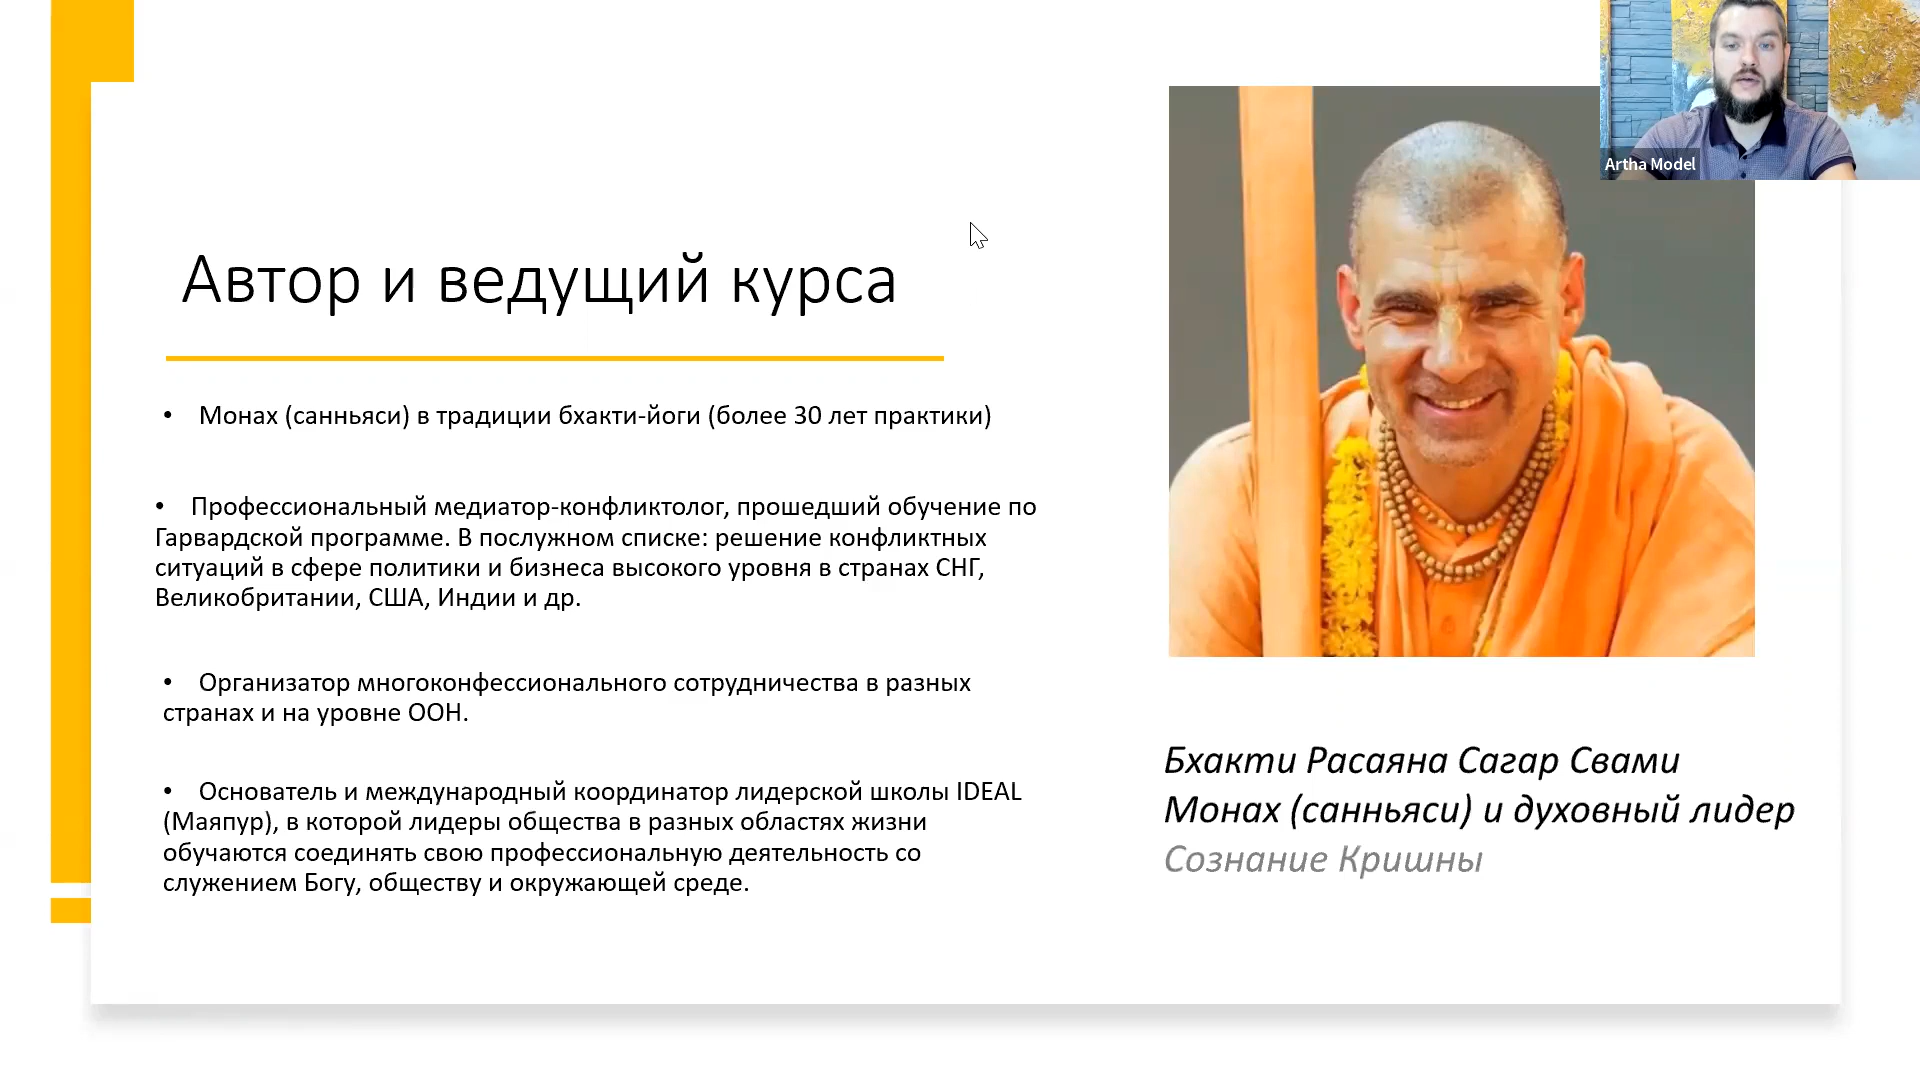 Artha Model
Автор и ведущий курса
• Монах (санньяси) в традиции бхакти-йоги (более 30 лет практики)
• Профессиональный медиатор-конфликтолог, прошедший обучение по
Гарвардской программе. В послужном списке: решение конфликтных
ситуаций в сфере политики и бизнеса высокого уровня в странах СНГ,
Великобритании, США, Индии и др.
• Организатор многоконфессионального сотрудничества в разных
странах и на уровне ООН.
• Основатель и международный координатор лидерской школы IDEAL
(Маяпур), в которой лидеры общества в разных областях жизни
обучаются соединять свою профессиональную деятельность со
служением Богу, обществу и окружающей среде.
Бхакти Расаяна Сагар Свами
Монах (санньяси) и духовный лидер
Сознание Кришны